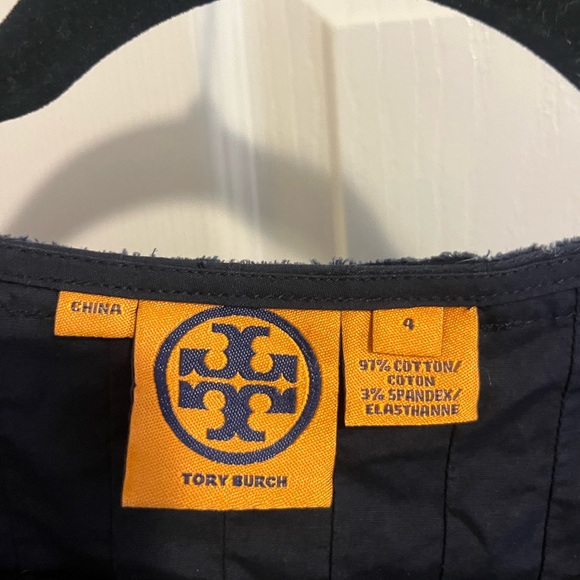 CHINA
TORY BURCH
4
97% COTTON/
COTON
3% SPANDEX/
ELASTHANNE